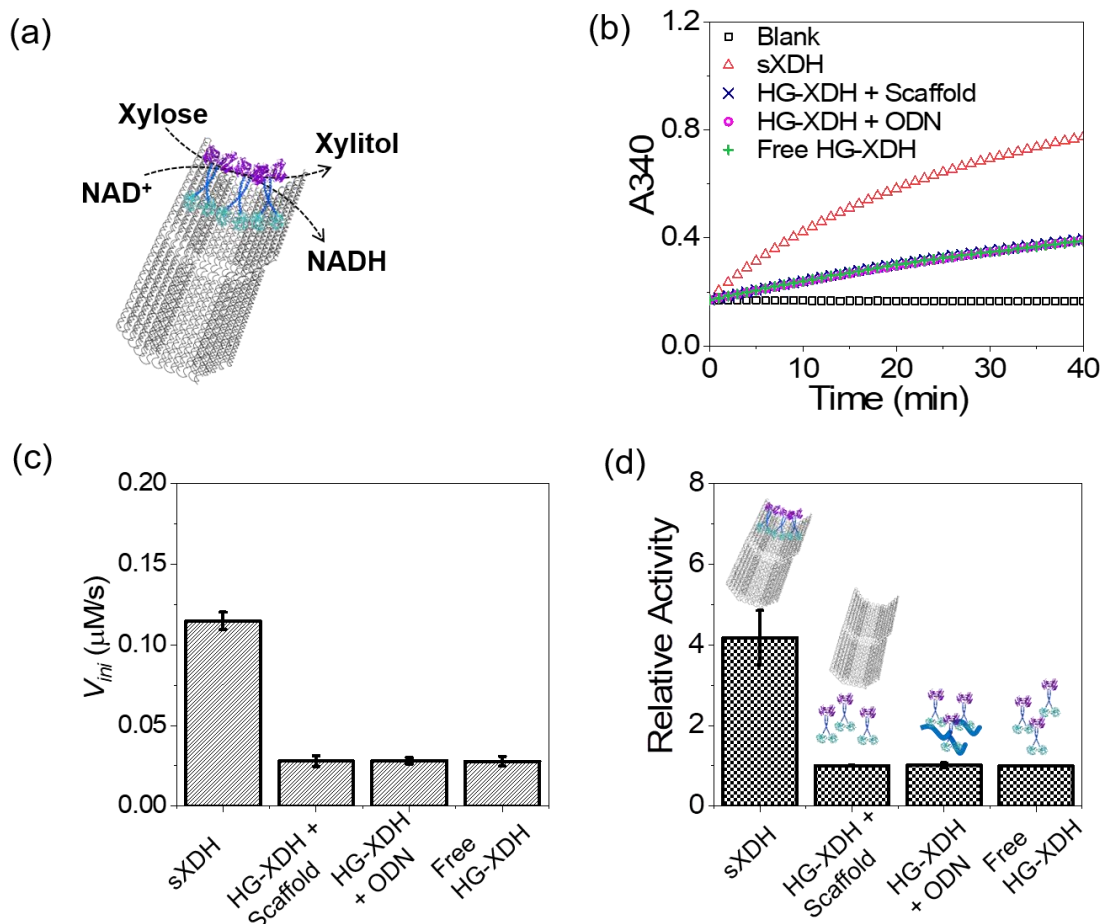 (a)
Xylose
Xylitol
NAD+
NADH
(b)
Blank
sXDH
HG-XDH + Scaffold
HG-XDH + ODN
Free HG-XDH
A340
1.2
0.8
0.4
0.0
0 10 20 30 40
Time (min)
(c)
Vini (μM/s)
0.20
0.15
0.10
0.05
0.00
sXDH
HG-XDH +
Scaffold
HG-XDH
+ ODN
Free
HG-XDH
(d)
Relative Activity
8
6
4
2
0
sXDH
HG-XDH +
Scaffold
HG-XDH
+ ODN
Free
HG-XDH